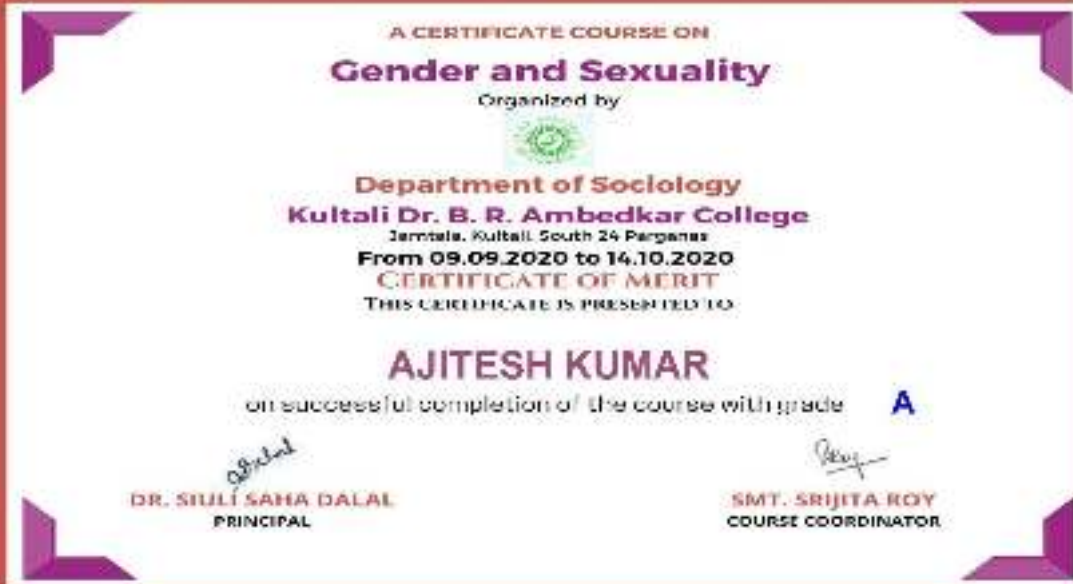 A CERTIFICATE COURSE ON
Gender and Sexuality
Organized by
Department of Sociology
Kultali Dr. B. R. Ambedkar College
Jamtala, Kultali, South 24 Parganas
From 09.09.2020 to 14.10.2020
CERTIFICATE OF MERIT
THIS CERTIFICATE IS PRESENTED TO
AJITESH KUMAR
on successful completion of the course with grade A
DR. SIULI SAHA DALAL
PRINCIPAL
SMT. SRIJITA ROY
COURSE COORDINATOR